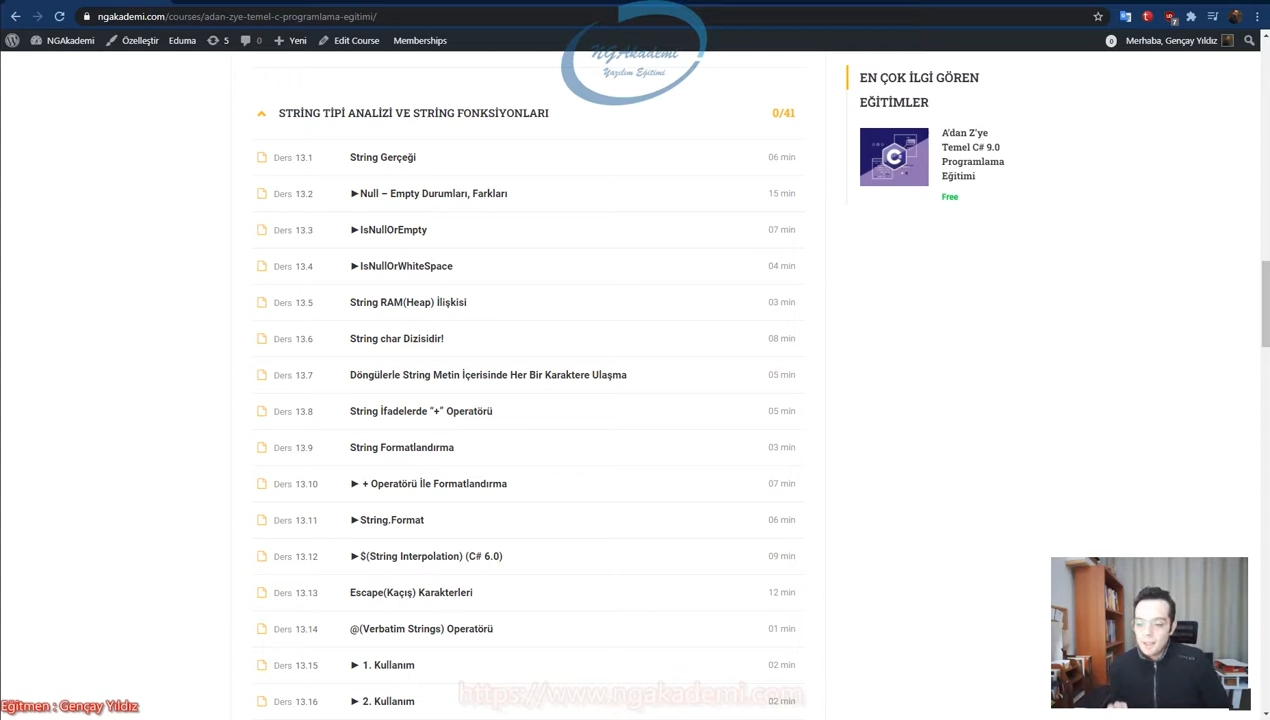 ngakademi.com/courses/adan-zye-temel-c-programlama-egitimi/
NGAkademi Özelleştir Eduma 5 0 Yeni Edit Course Memberships
0 Merhaba, Gençay Yıldız
NGAkademi
Yazılım Eğitimi
STRİNG TİPİ ANALİZİ VE STRİNG FONKSİYONLARI 0/41
Ders 13.1 String Gerçeği 06 min
Ders 13.2 ►Null – Empty Durumları, Farkları 15 min
Ders 13.3 ►IsNullOrEmpty 07 min
Ders 13.4 ►IsNullOrWhiteSpace 04 min
Ders 13.5 String RAM(Heap) İlişkisi 03 min
Ders 13.6 String char Dizisidir! 08 min
Ders 13.7 Döngülerle String Metin İçerisinde Her Bir Karaktere Ulaşma 05 min
Ders 13.8 String İfadelerde “+” Operatörü 05 min
Ders 13.9 String Formatlandırma 03 min
Ders 13.10 ► + Operatörü İle Formatlandırma 07 min
Ders 13.11 ►String.Format 06 min
Ders 13.12 ►$(String Interpolation) (C# 6.0) 09 min
Ders 13.13 Escape(Kaçış) Karakterleri 12 min
Ders 13.14 @(Verbatim Strings) Operatörü 01 min
Ders 13.15 ► 1. Kullanım 02 min
Ders 13.16 ► 2. Kullanım 02 min
EN ÇOK İLGİ GÖREN
EĞİTİMLER
A'dan Z'ye
Temel C# 9.0
Programlama
Eğitimi
Free
Eğitmen : Gençay Yıldız
https://www.ngakademi.com